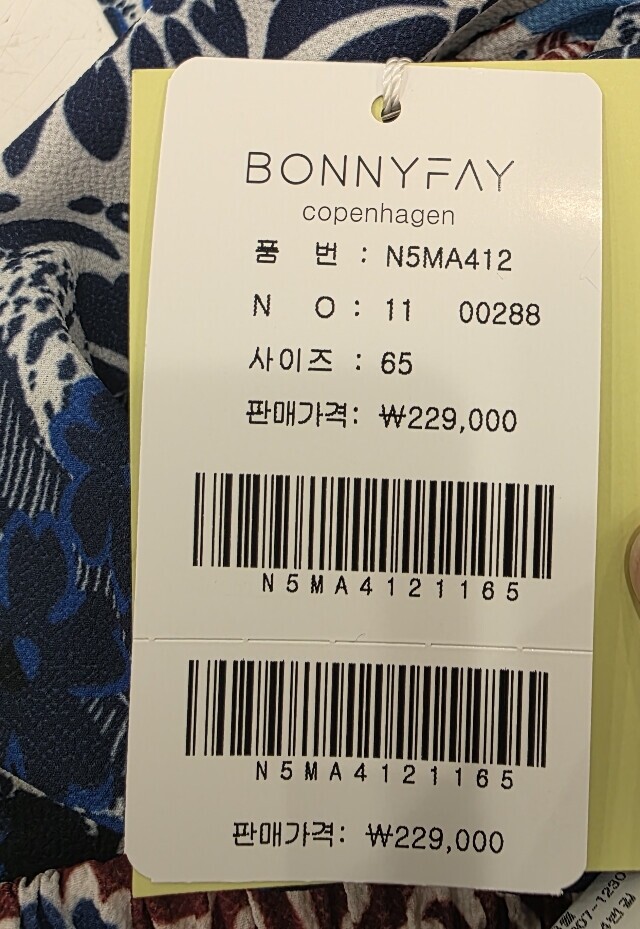 BONNYFAY
copenhagen
품 번 : N5MA412
N O : 11 00288
사이즈 : 65
판매가격: ₩229,000
N5MA4121165
N5MA4121165
판매가격: ₩229,000